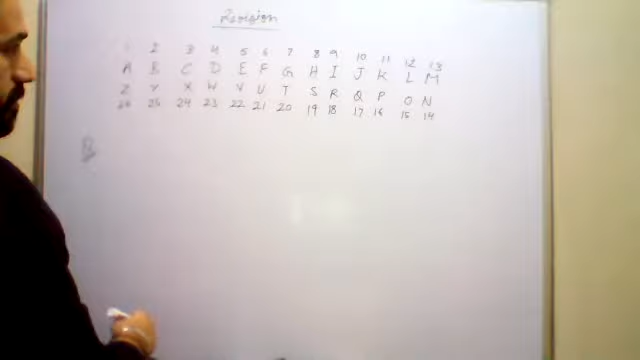 Revision
1 2 3 4 5 6 7 8 9 10 11 12 13
A B C D E F G H I J K L M
Z Y X W V U T S R Q P O N
26 25 24 23 22 21 20 19 18 17 16 15 14